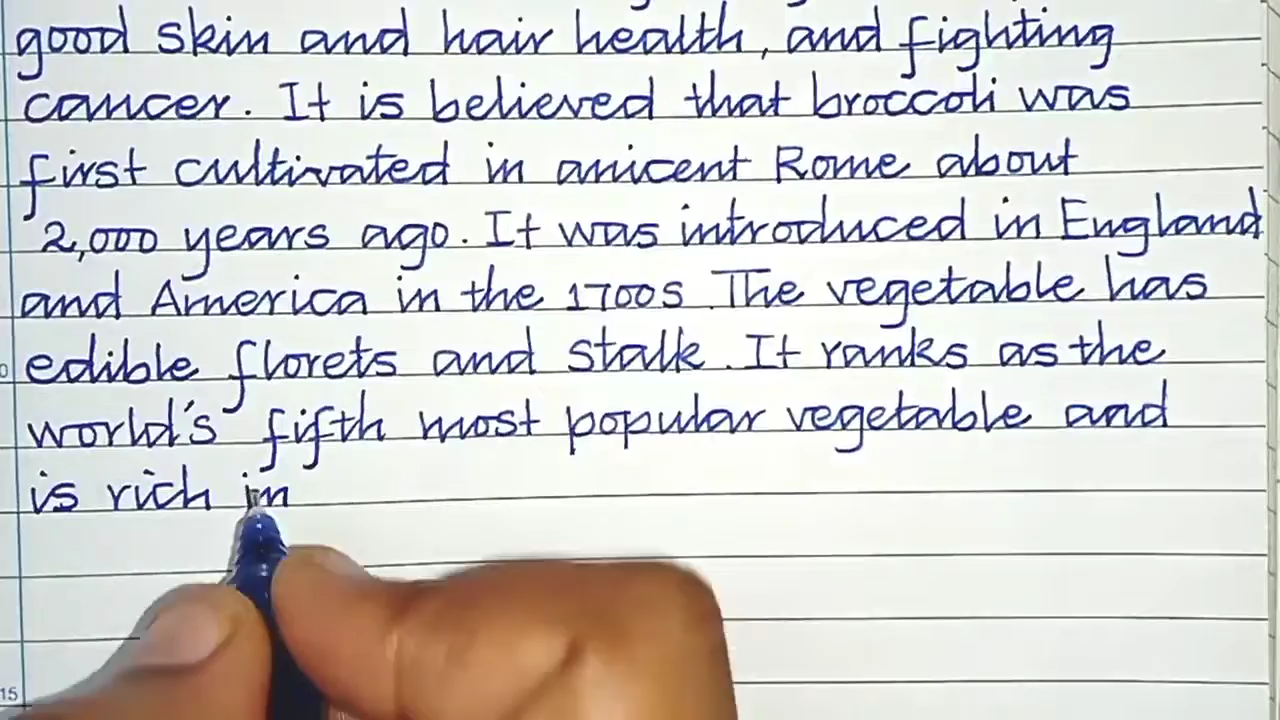 good skin and hair health, and fighting
cancer. It is believed that broccoli was
first cultivated in anicent Rome about
2,000 years ago. It was introduced in England
and America in the 1700s. The vegetable has
edible florets and stalk. It ranks as the
world's fifth most popular vegetable and
is rich in
15